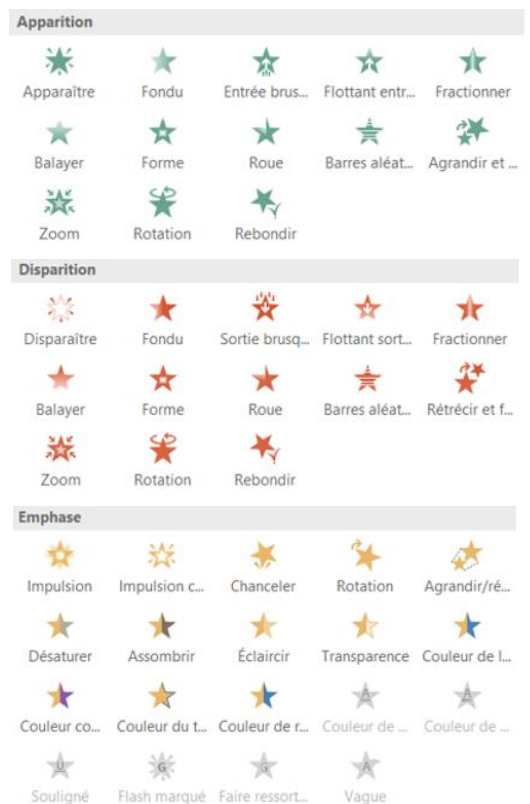 Apparition
Apparaître Fondu Entrée brus... Flottant entr... Fractionner
Balayer Forme Roue Barres aléat... Agrandir et ...
Zoom Rotation Rebondir
Disparition
Disparaître Fondu Sortie brusq... Flottant sort... Fractionner
Balayer Forme Roue Barres aléat... Rétrécir et f...
Zoom Rotation Rebondir
Emphase
Impulsion Impulsion c... Chanceler Rotation Agrandir/ré...
Désaturer Assombrir Éclaircir Transparence Couleur de l...
Couleur co... Couleur du t... Couleur de r... Couleur de ... Couleur de ...
Souligné Flash marqué Faire ressort... Vague